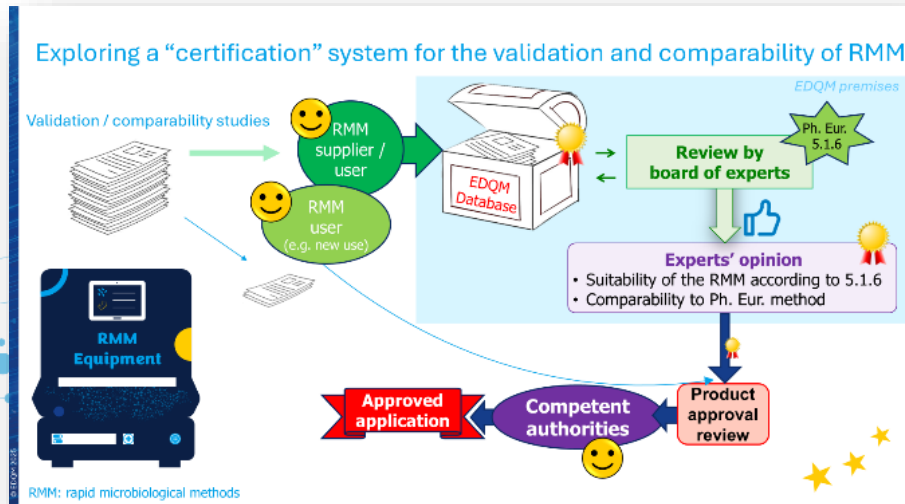 Exploring a “certification” system for the validation and comparability of RMM
EDQM premises
Validation / comparability studies
RMM
supplier /
user
RMM
user
(e.g. new use)
EDQM
Database
Review by
board of experts
Ph. Eur.
5.1.6
Experts’ opinion
• Suitability of the RMM according to 5.1.6
• Comparability to Ph. Eur. method
RMM
Equipment
Approved
application
Competent
authorities
Product
approval
review
RMM: rapid microbiological methods